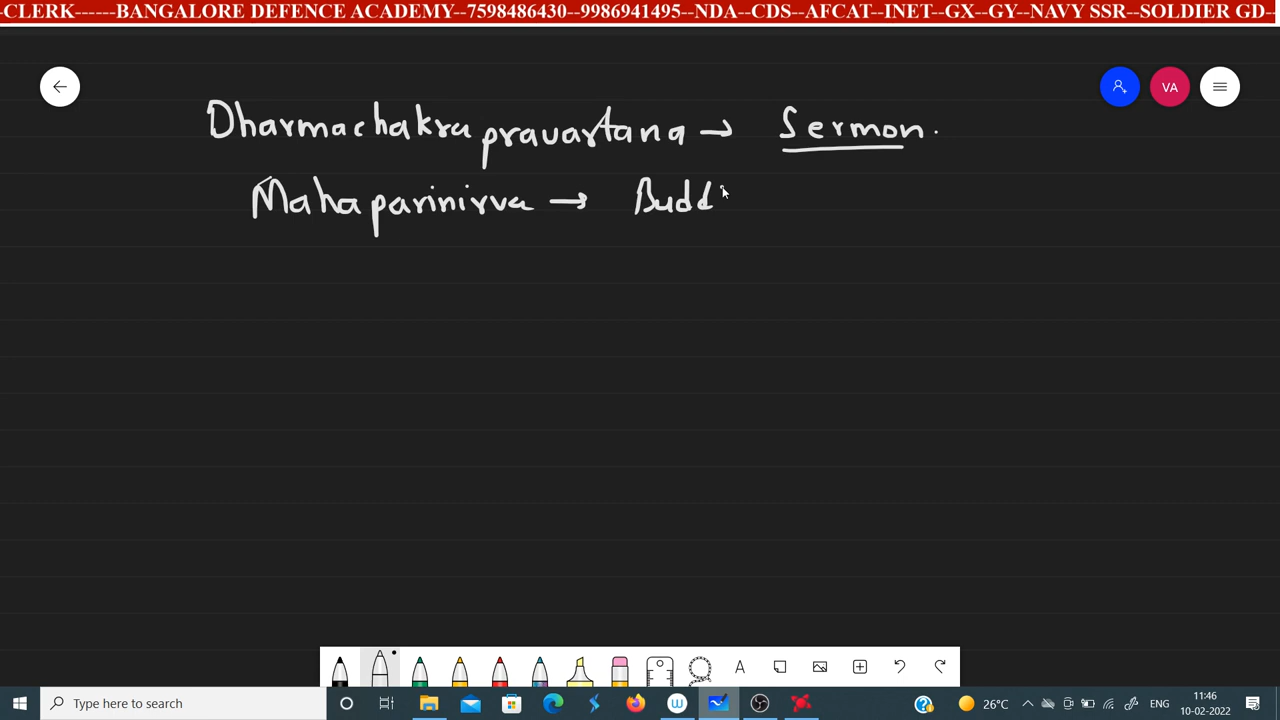 -CLERK------BANGALORE DEFENCE ACADEMY--7598486430--9986941495--NDA--CDS--AFCAT--INET--GX--GY--NAVY SSR--SOLDIER GD--
VA
Dharmachakra pravartana → Sermon.
Mahaparinirva → Budd
A
Type here to search
26°C
ENG
11:46
10-02-2022